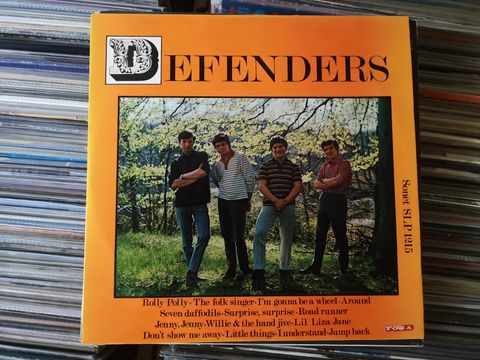 DEFENDERS
Sonet SLP 1215
Rolly Polly·The folk singer·I'm gonna be a wheel·Around
Seven daffodils·Surprise, surprise·Road runner
Jenny, Jenny·Willie & the hand jive·Lil Liza Jane
Don't show me away·Little things·I understand·Jump back
TONO